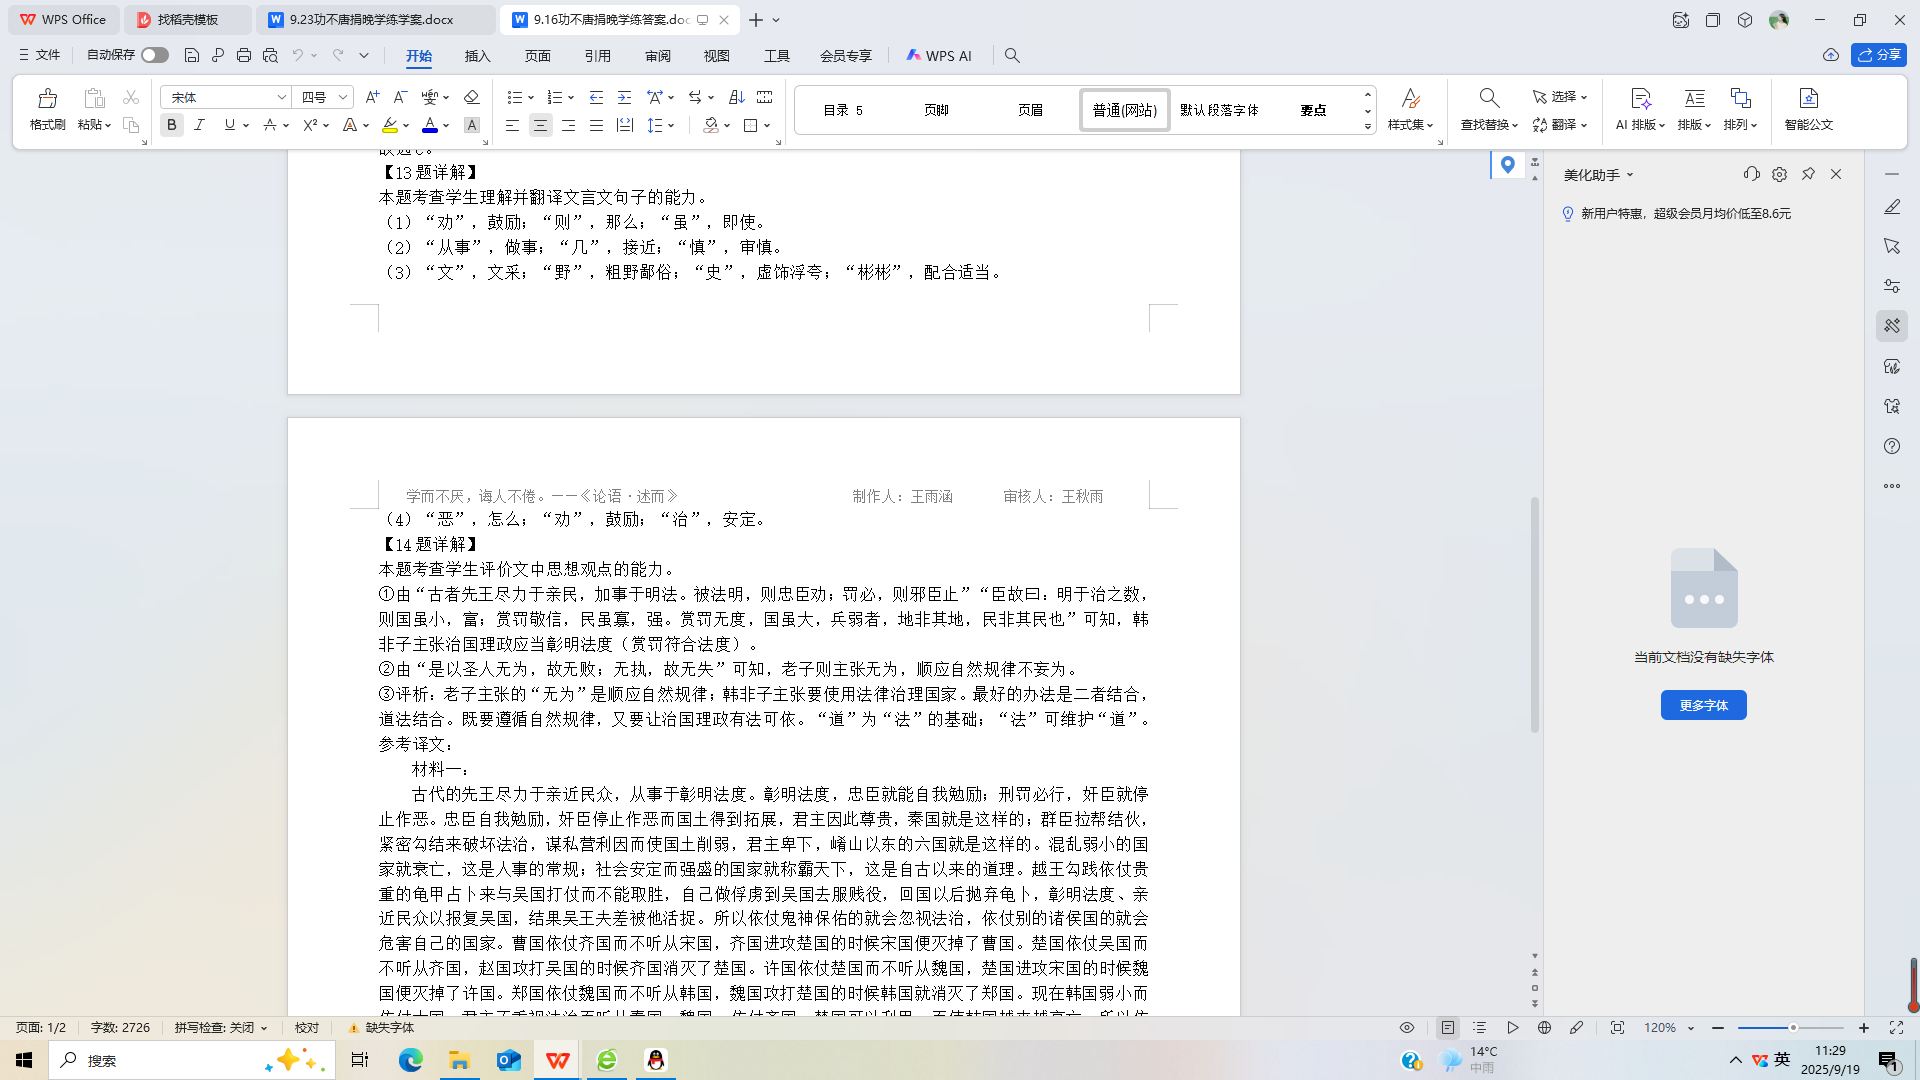 WPS Office 找稻壳模板 9.23功不唐捐晚学练学案.docx 9.16功不唐捐晚学练答案.doc
文件 自动保存 开始 插入 页面 引用 审阅 视图 工具 会员专享 WPS AI 分享
宋体 四号 目录 5 页脚 页眉 普通(网站) 默认段落字体 要点 选择
格式刷 粘贴 样式集 查找替换 翻译 AI 排版 排版 排列 智能公文
【13题详解】
本题考查学生理解并翻译文言文句子的能力。
（1）“劝”，鼓励；“则”，那么；“虽”，即使。
（2）“从事”，做事；“几”，接近；“慎”，审慎。
（3）“文”，文采；“野”，粗野鄙俗；“史”，虚饰浮夸；“彬彬”，配合适当。
学而不厌，诲人不倦。——《论语·述而》 制作人：王雨涵 审核人：王秋雨
（4）“恶”，怎么；“劝”，鼓励；“治”，安定。
【14题详解】
本题考查学生评价文中思想观点的能力。
①由“古者先王尽力于亲民，加事于明法。被法明，则忠臣劝；罚必，则邪臣止”“臣故曰：明于治之数，
则国虽小，富；赏罚敬信，民虽寡，强。赏罚无度，国虽大，兵弱者，地非其地，民非其民也”可知，韩
非子主张治国理政应当彰明法度（赏罚符合法度）。
②由“是以圣人无为，故无败；无执，故无失”可知，老子则主张无为，顺应自然规律不妄为。
③评析：老子主张的“无为”是顺应自然规律；韩非子主张要使用法律治理国家。最好的办法是二者结合，
道法结合。既要遵循自然规律，又要让治国理政有法可依。“道”为“法”的基础；“法”可维护“道”。
参考译文：
材料一：
古代的先王尽力于亲近民众，从事于彰明法度。彰明法度，忠臣就能自我勉励；刑罚必行，奸臣就停
止作恶。忠臣自我勉励，奸臣停止作恶而国土得到拓展，君主因此尊贵，秦国就是这样的；群臣拉帮结伙，
紧密勾结来破坏法治，谋私营利因而使国土削弱，君主卑下，崤山以东的六国就是这样的。混乱弱小的国
家就衰亡，这是人事的常规；社会安定而强盛的国家就称霸天下，这是自古以来的道理。越王勾践依仗贵
重的龟甲占卜来与吴国打仗而不能取胜，自己做俘虏到吴国去服贱役，回国以后抛弃龟卜，彰明法度、亲
近民众以报复吴国，结果吴王夫差被他活捉。所以依仗鬼神保佑的就会忽视法治，依仗别的诸侯国的就会
危害自己的国家。曹国依仗齐国而不听从宋国，齐国进攻楚国的时候宋国便灭掉了曹国。楚国依仗吴国而
不听从齐国，赵国攻打吴国的时候齐国消灭了楚国。许国依仗楚国而不听从魏国，楚国进攻宋国的时候魏
国便灭掉了许国。郑国依仗魏国而不听从韩国，魏国攻打楚国的时候韩国就消灭了郑国。现在韩国弱小而
美化助手
新用户特惠，超级会员月均价低至8.6元
当前文档没有缺失字体
更多字体
页面: 1/2 字数: 2726 拼写检查: 关闭 校对 缺失字体 120%
搜索 14°C 中雨 英 11:29 2025/9/19 1